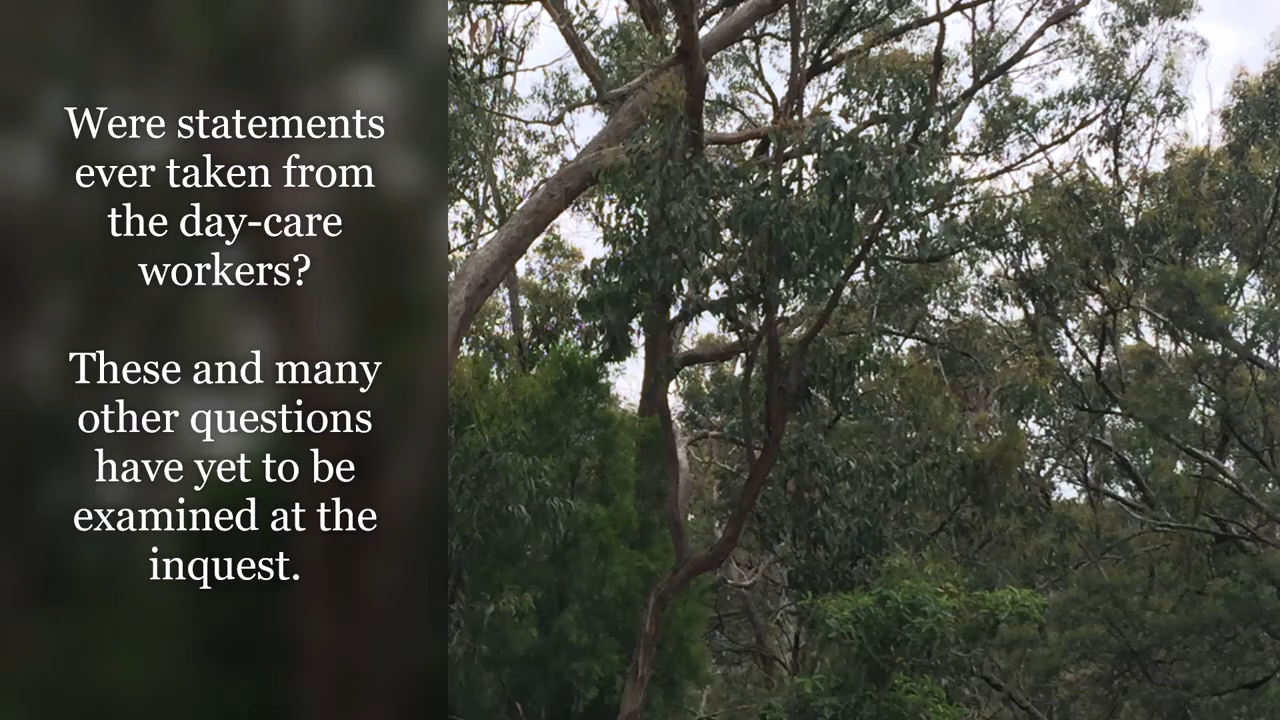 Were statements
ever taken from
the day-care
workers?
These and many
other questions
have yet to be
examined at the
inquest.